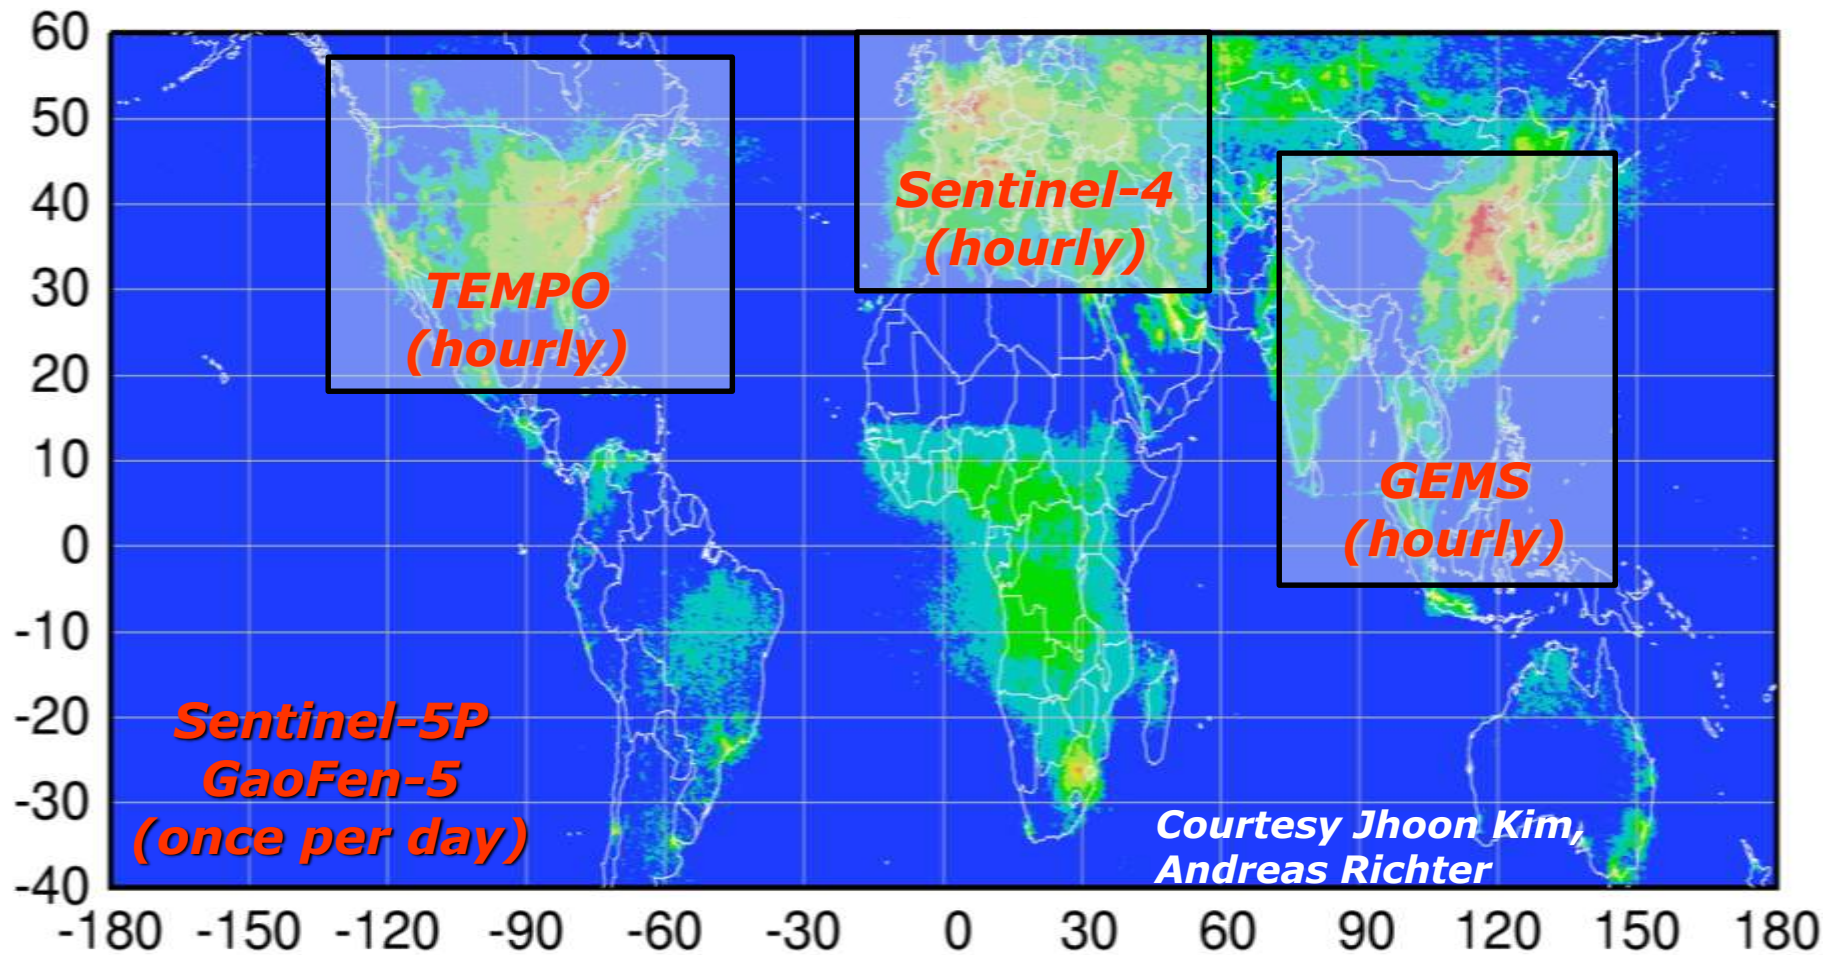 60
50
40
30
20
10
0
-10
-20
-30
-40
TEMPO
(hourly)
Sentinel-4
(hourly)
GEMS
(hourly)
Sentinel-5P
GaoFen-5
(once per day)
Courtesy Jhoon Kim,
Andreas Richter
-180 -150 -120 -90 -60 -30 0 30 60 90 120 150 180